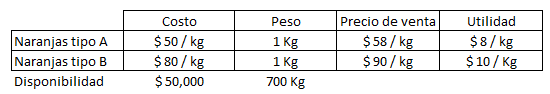 Costo Peso Precio de venta Utilidad
Naranjas tipo A $ 50 / kg 1 Kg $ 58 / kg $ 8 / kg
Naranjas tipo B $ 80 / kg 1 Kg $ 90 / kg $ 10 / Kg
Disponibilidad $ 50,000 700 Kg